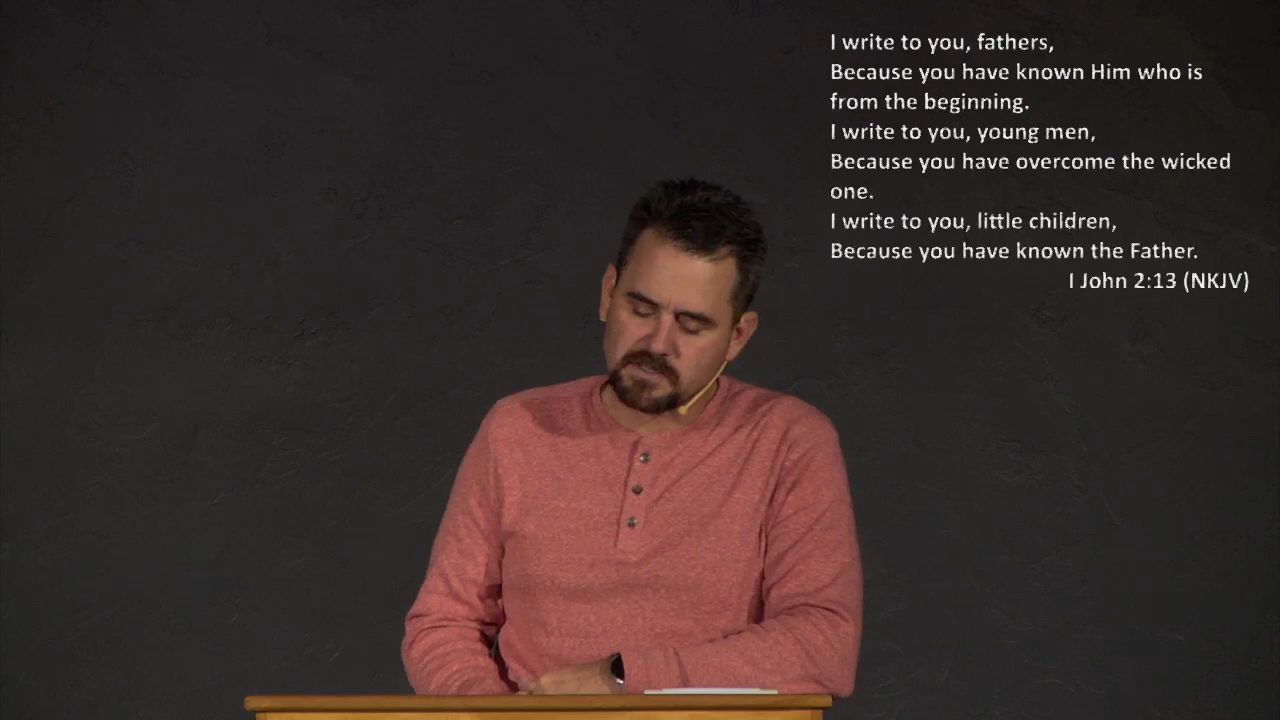 I write to you, fathers,
Because you have known Him who is
from the beginning.
I write to you, young men,
Because you have overcome the wicked
one.
I write to you, little children,
Because you have known the Father.
I John 2:13 (NKJV)